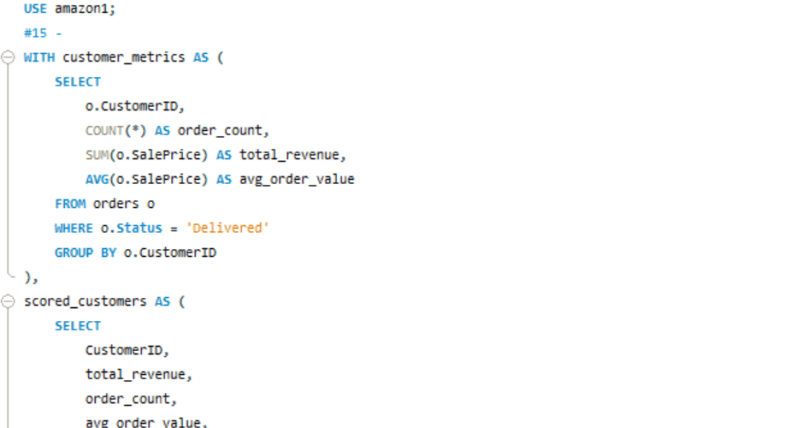 USE amazon1;
#15 -
WITH customer_metrics AS (
SELECT
o.CustomerID,
COUNT(*) AS order_count,
SUM(o.SalePrice) AS total_revenue,
AVG(o.SalePrice) AS avg_order_value
FROM orders o
WHERE o.Status = 'Delivered'
GROUP BY o.CustomerID
),
scored_customers AS (
SELECT
CustomerID,
total_revenue,
order_count,
avg_order_value,